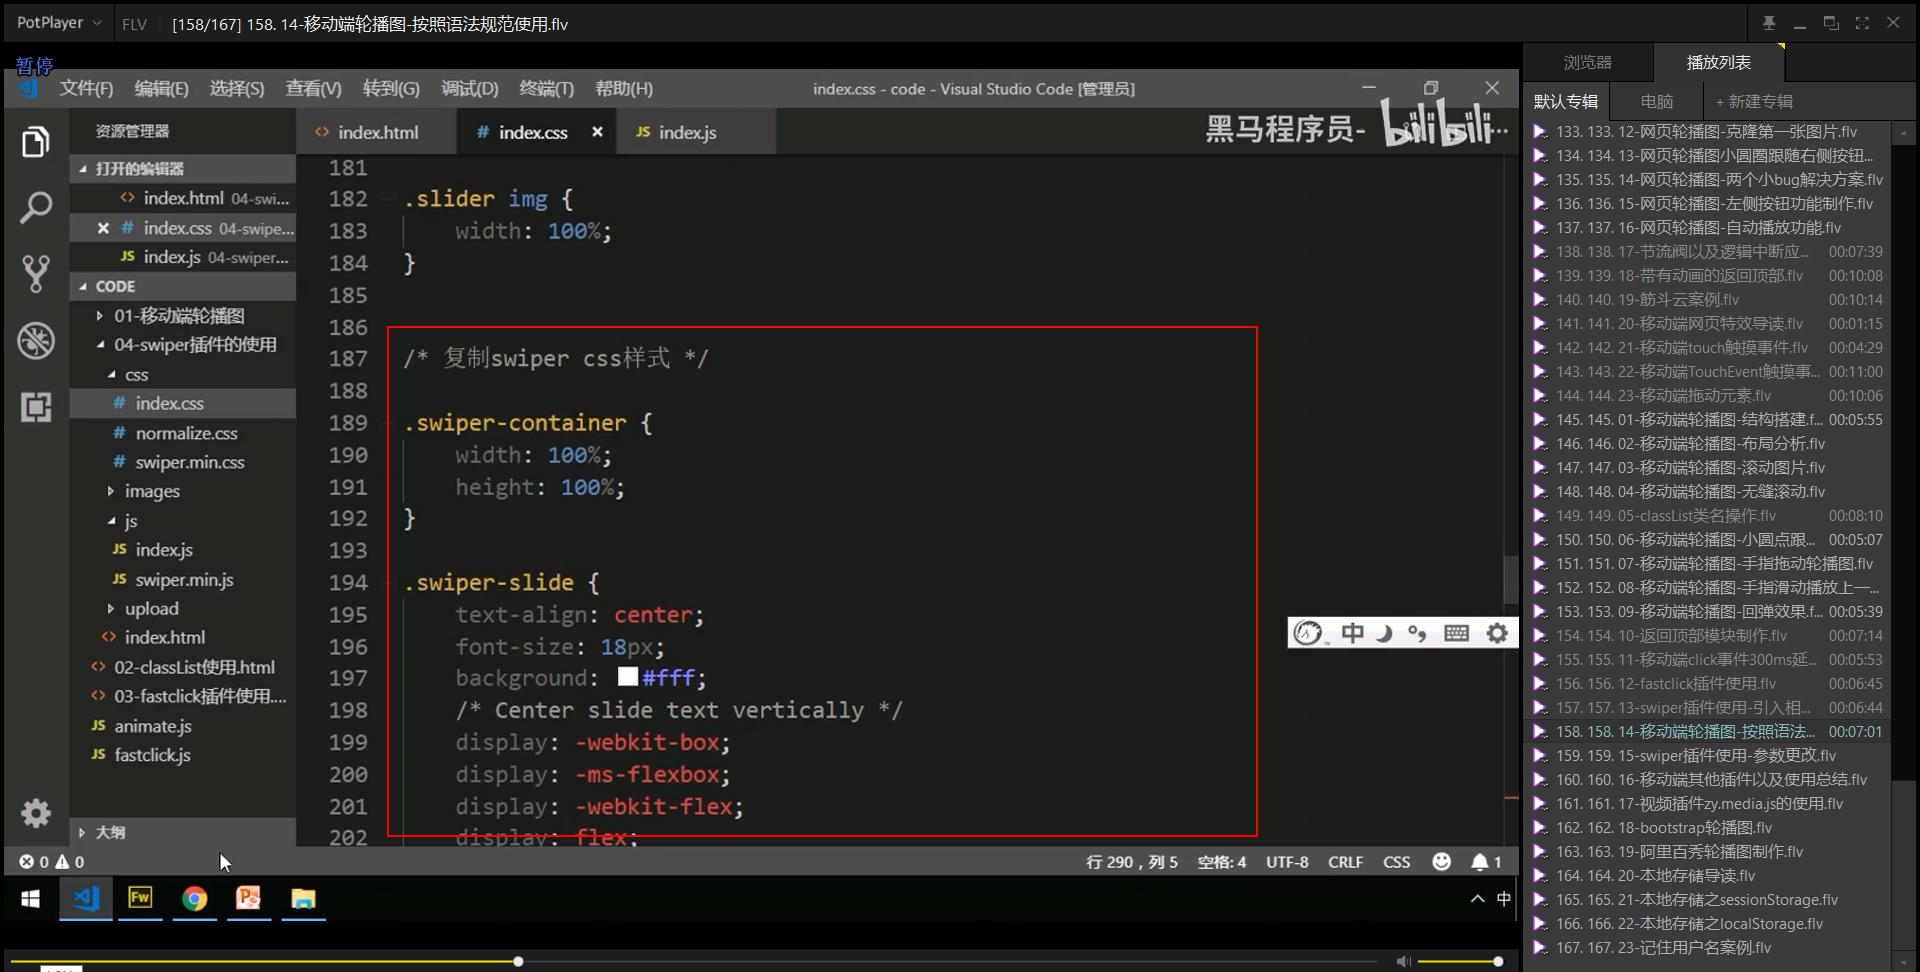 PotPlayer
FLV
[158/167] 158. 14-移动端轮播图-按照语法规范使用.flv
暂停
文件(F) 编辑(E) 选择(S) 查看(V) 转到(G) 调试(D) 终端(T) 帮助(H)
index.css - code - Visual Studio Code [管理员]
资源管理器
打开的编辑器
<> index.html 04-swi...
# index.css 04-swipe...
JS index.js 04-swiper...
CODE
01-移动端轮播图
04-swiper插件的使用
css
# index.css
# normalize.css
# swiper.min.css
images
js
JS index.js
JS swiper.min.js
upload
<> index.html
<> 02-classList使用.html
<> 03-fastclick插件使用....
JS animate.js
JS fastclick.js
大纲
<> index.html
# index.css
JS index.js
黑马程序员- bilibili
181
182 .slider img {
183 width: 100%;
184 }
185
186
187 /* 复制swiper css样式 */
188
189 .swiper-container {
190 width: 100%;
191 height: 100%;
192 }
193
194 .swiper-slide {
195 text-align: center;
196 font-size: 18px;
197 background: #fff;
198 /* Center slide text vertically */
199 display: -webkit-box;
200 display: -ms-flexbox;
201 display: -webkit-flex;
202 display: flex;
中
0 0
行 290，列 5 空格: 4 UTF-8 CRLF CSS 1
Fw
中
浏览器 播放列表
默认专辑 电脑 + 新建专辑
133. 133. 12-网页轮播图-克隆第一张图片.flv
134. 134. 13-网页轮播图小圆圈跟随右侧按钮...
135. 135. 14-网页轮播图-两个小bug解决方案.flv
136. 136. 15-网页轮播图-左侧按钮功能制作.flv
137. 137. 16-网页轮播图-自动播放功能.flv
138. 138. 17-节流阀以及逻辑中断应... 00:07:39
139. 139. 18-带有动画的返回顶部.flv 00:10:08
140. 140. 19-筋斗云案例.flv 00:10:14
141. 141. 20-移动端网页特效导读.flv 00:01:15
142. 142. 21-移动端touch触摸事件.flv 00:04:29
143. 143. 22-移动端TouchEvent触摸事... 00:11:00
144. 144. 23-移动端拖动元素.flv 00:10:06
145. 145. 01-移动端轮播图-结构搭建.f... 00:05:55
146. 146. 02-移动端轮播图-布局分析.flv
147. 147. 03-移动端轮播图-滚动图片.flv
148. 148. 04-移动端轮播图-无缝滚动.flv
149. 149. 05-classList类名操作.flv 00:08:10
150. 150. 06-移动端轮播图-小圆点跟... 00:05:07
151. 151. 07-移动端轮播图-手指拖动轮播图.flv
152. 152. 08-移动端轮播图-手指滑动播放上一...
153. 153. 09-移动端轮播图-回弹效果.f... 00:05:39
154. 154. 10-返回顶部模块制作.flv 00:07:14
155. 155. 11-移动端click事件300ms延... 00:05:53
156. 156. 12-fastclick插件使用.flv 00:06:45
157. 157. 13-swiper插件使用-引入相... 00:06:44
158. 158. 14-移动端轮播图-按照语法... 00:07:01
159. 159. 15-swiper插件使用-参数更改.flv
160. 160. 16-移动端其他插件以及使用总结.flv
161. 161. 17-视频插件zy.media.js的使用.flv
162. 162. 18-bootstrap轮播图.flv
163. 163. 19-阿里百秀轮播图制作.flv
164. 164. 20-本地存储导读.flv
165. 165. 21-本地存储之sessionStorage.flv
166. 166. 22-本地存储之localStorage.flv
167. 167. 23-记住用户名案例.flv